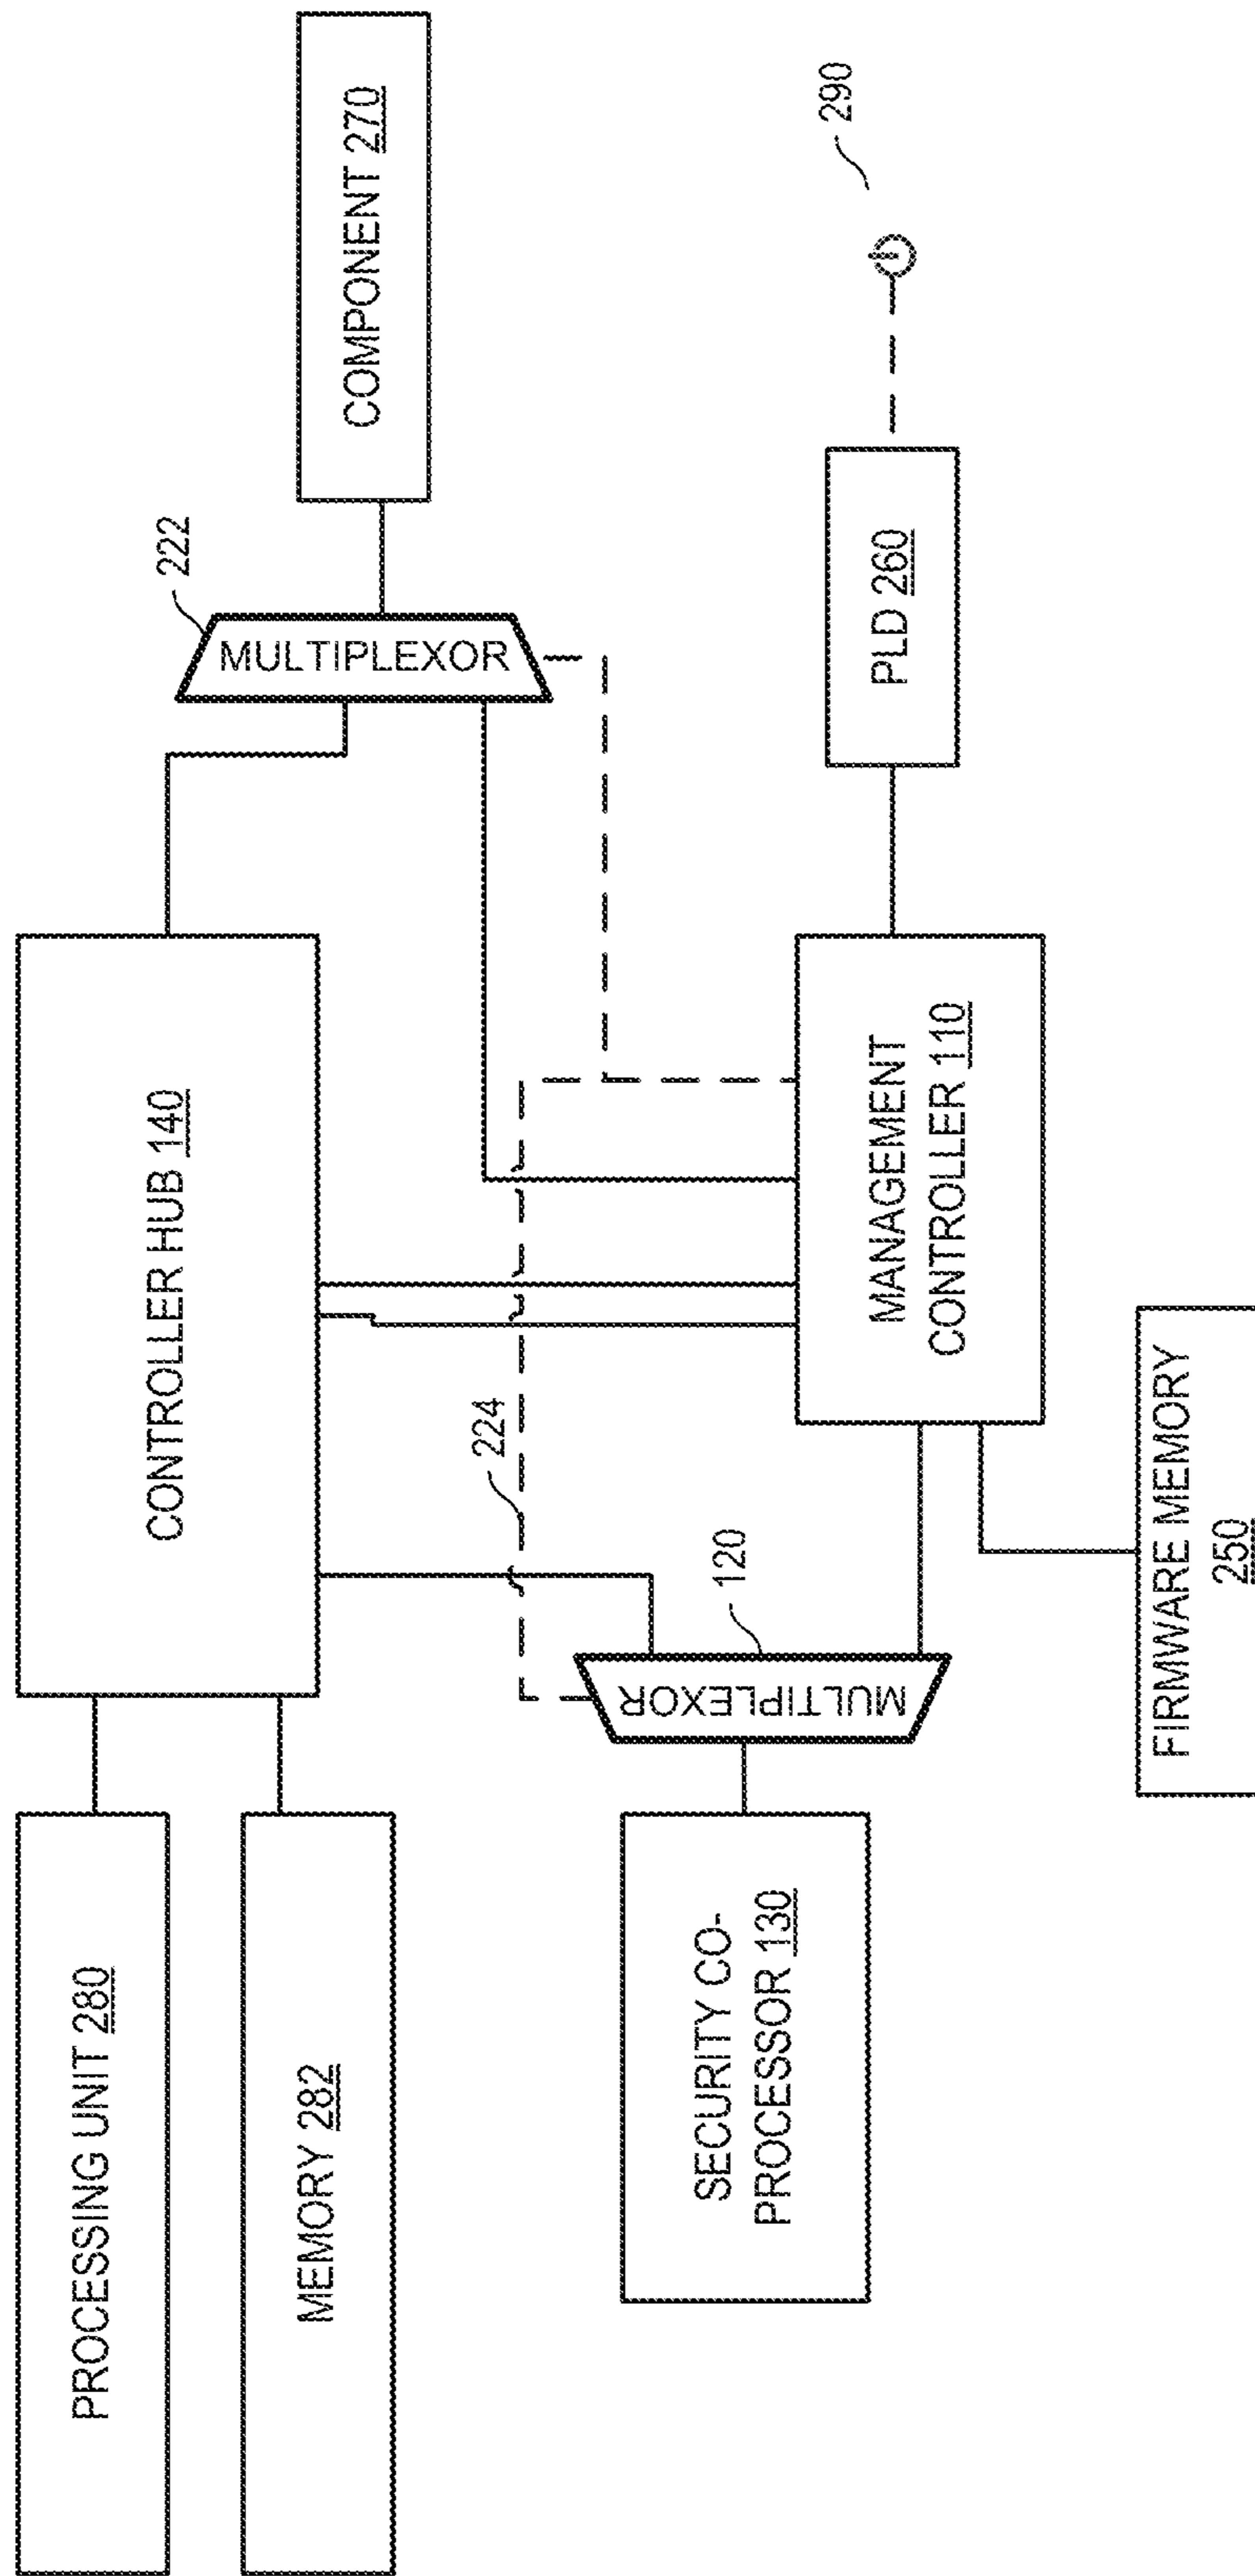 PROCESSING UNIT 280
MEMORY 282
CONTROLLER HUB 140
222
MULTIPLEXOR
COMPONENT 270
224
SECURITY CO-
PROCESSOR 130
MULTIPLEXOR
120
MANAGEMENT
CONTROLLER 110
PLD 260
290
FIRMWARE MEMORY
250